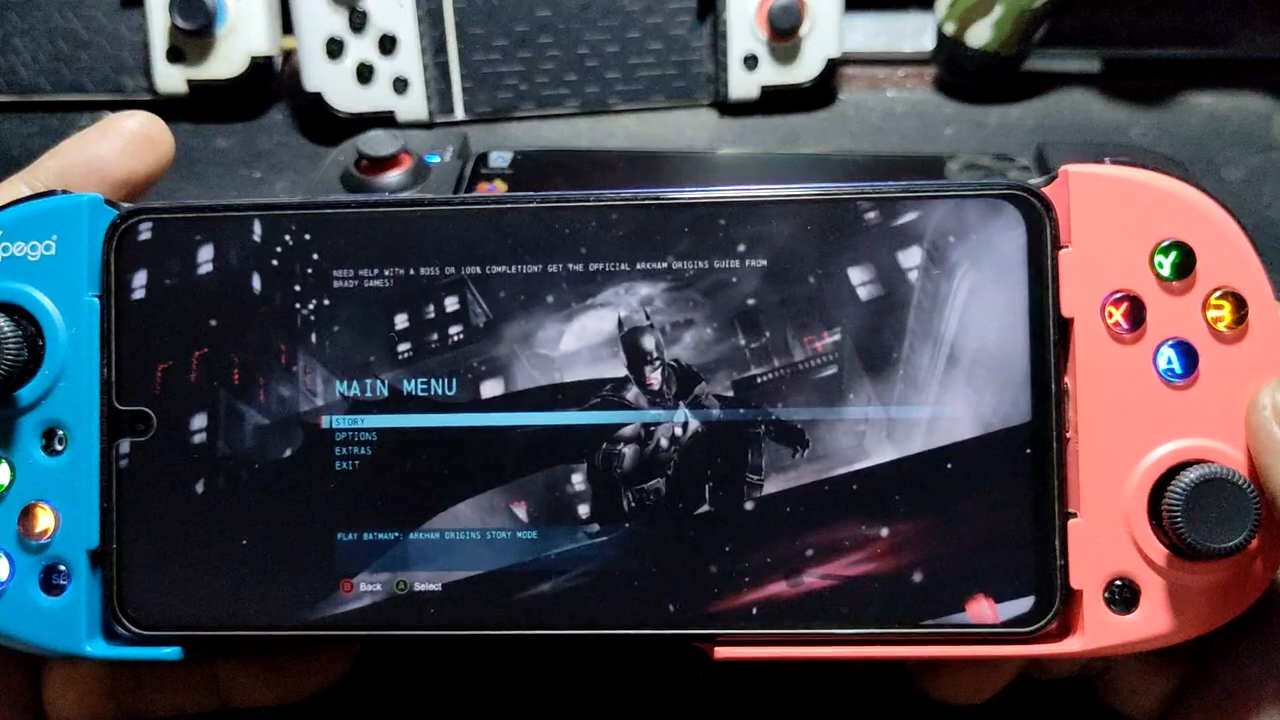 ipega
NEED HELP WITH A BOSS OR 100% COMPLETION? GET THE OFFICIAL ARKHAM ORIGINS GUIDE FROM
BRADY GAMES!
MAIN MENU
STORY
OPTIONS
EXTRAS
EXIT
PLAY BATMAN™: ARKHAM ORIGINS STORY MODE
B Back A Select
Y
X
A